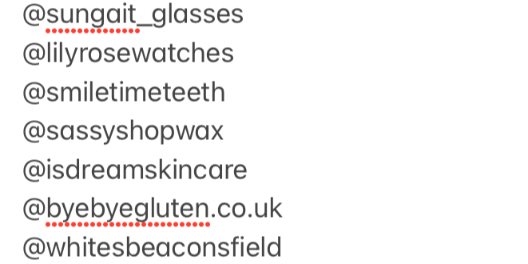 @sungait_glasses
@lilyrosewatches
@smiletimeteeth
@sassyshopwax
@isdreamskincare
@byebyegluten.co.uk
@whitesbeaconsfield